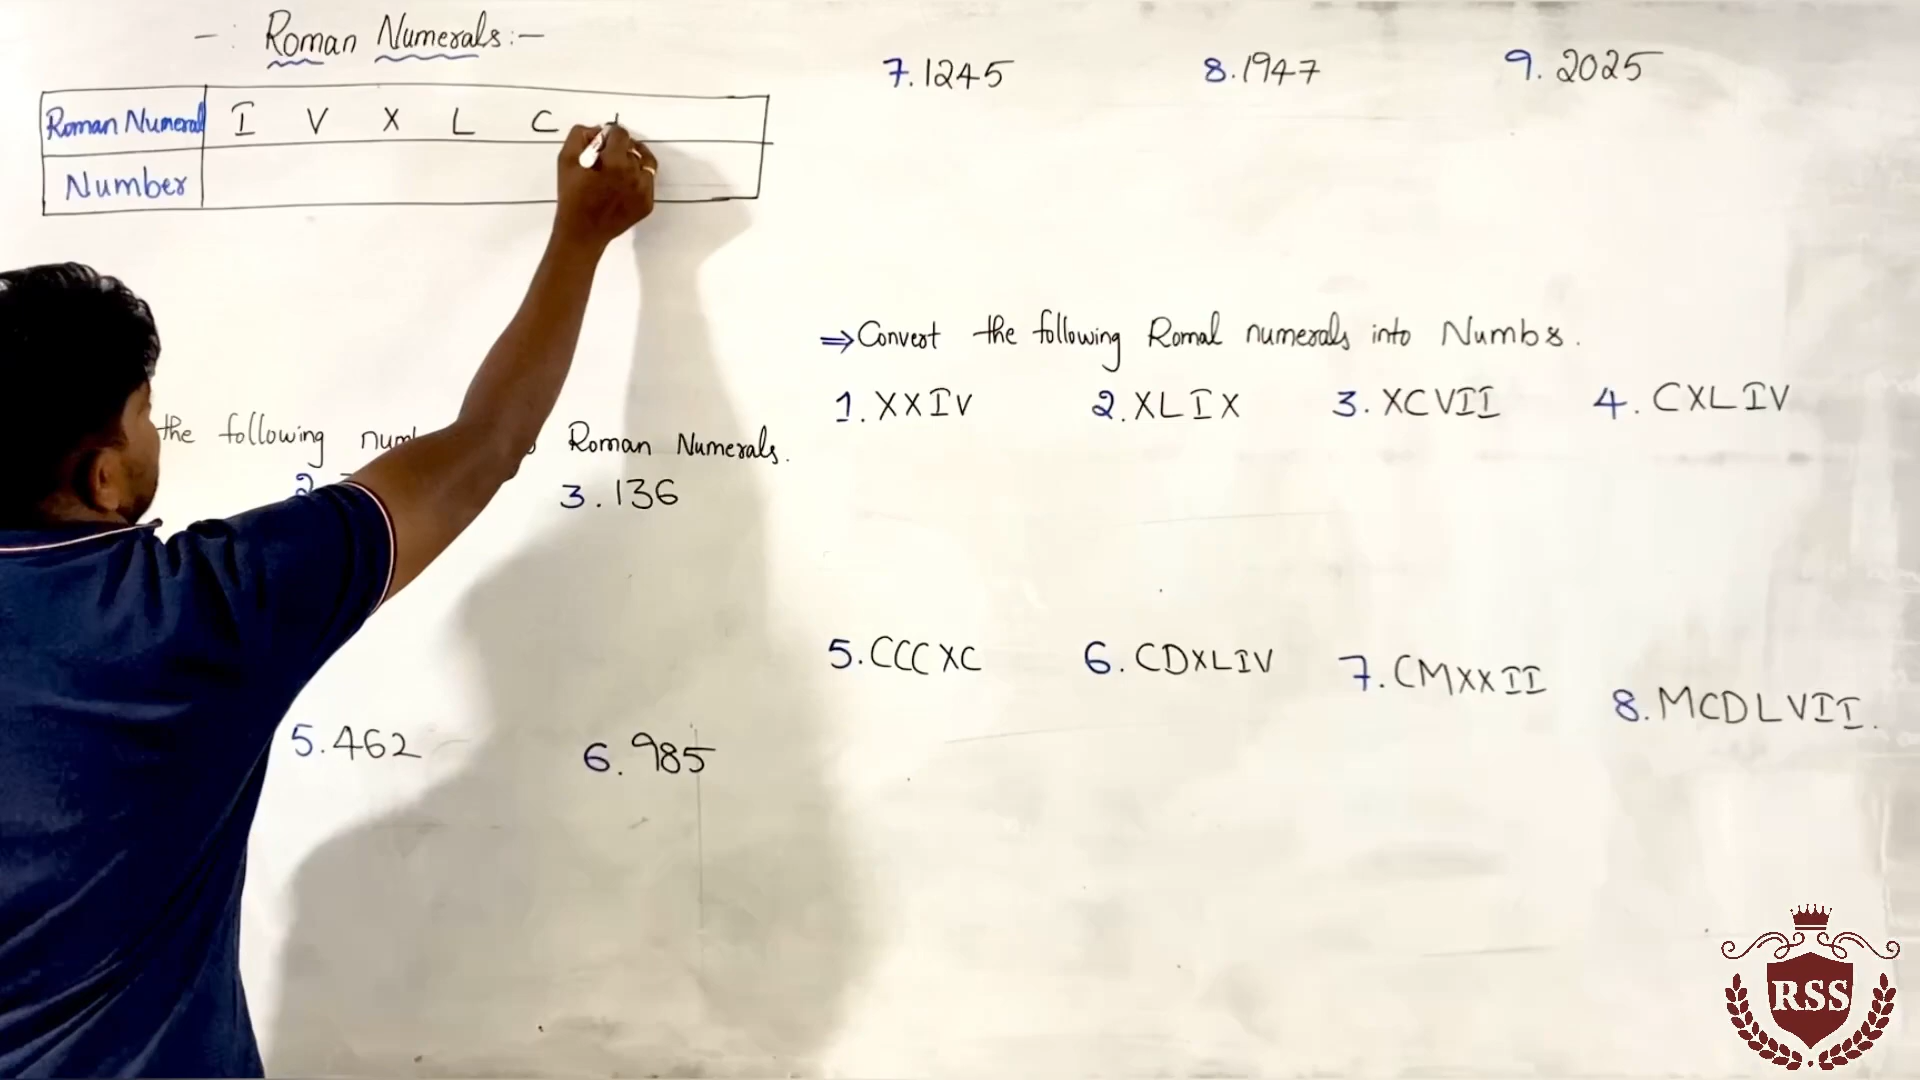 -: Roman Numerals:-
Roman Numeral I V X L C
Number
the following Roman Numerals.
2.
3.136
5.462
6.985
7.1245
8.1947
9.2025
⇒Convert the following Romal numerals into Numbs.
1.XXIV
2.XLIX
3.XCVII
4.CXLIV
5.CCCXC
6.CDXLIV
7.CMXXII
8.MCDLVII.
RSS